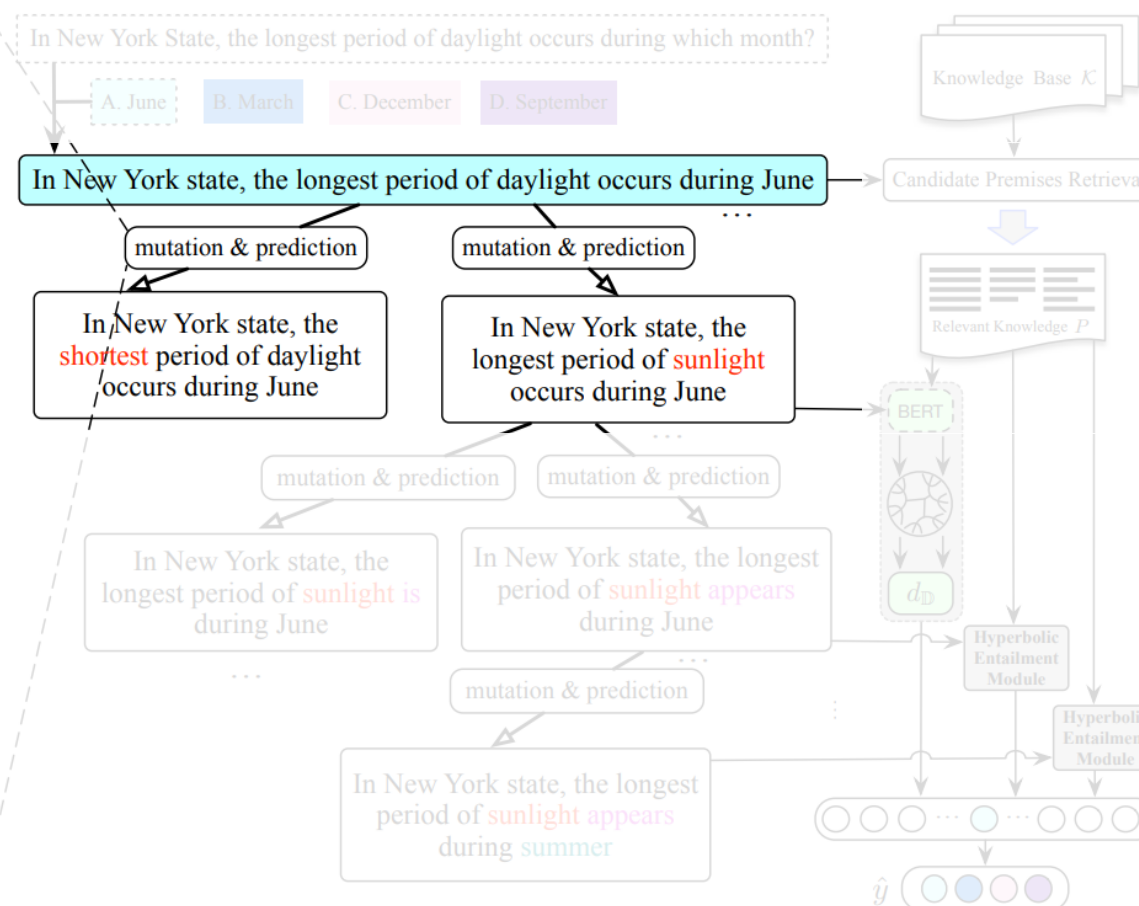 In New York State, the longest period of daylight occurs during which month?
A. June
B. March
C. December
D. September
Knowledge Base K
In New York state, the longest period of daylight occurs during June
Candidate Premises Retrieva
...
mutation & prediction
mutation & prediction
In New York state, the
shortest period of daylight
occurs during June
In New York state, the
longest period of sunlight
occurs during June
Relevant Knowledge P
BERT
...
mutation & prediction
mutation & prediction
In New York state, the
longest period of sunlight is
during June
In New York state, the longest
period of sunlight appears
during June
d𝔻
Hyperbolic
Entailment
Module
...
...
mutation & prediction
Hyperboli
Entailmen
Module
In New York state, the longest
period of sunlight appears
during summer
... ...
ŷ